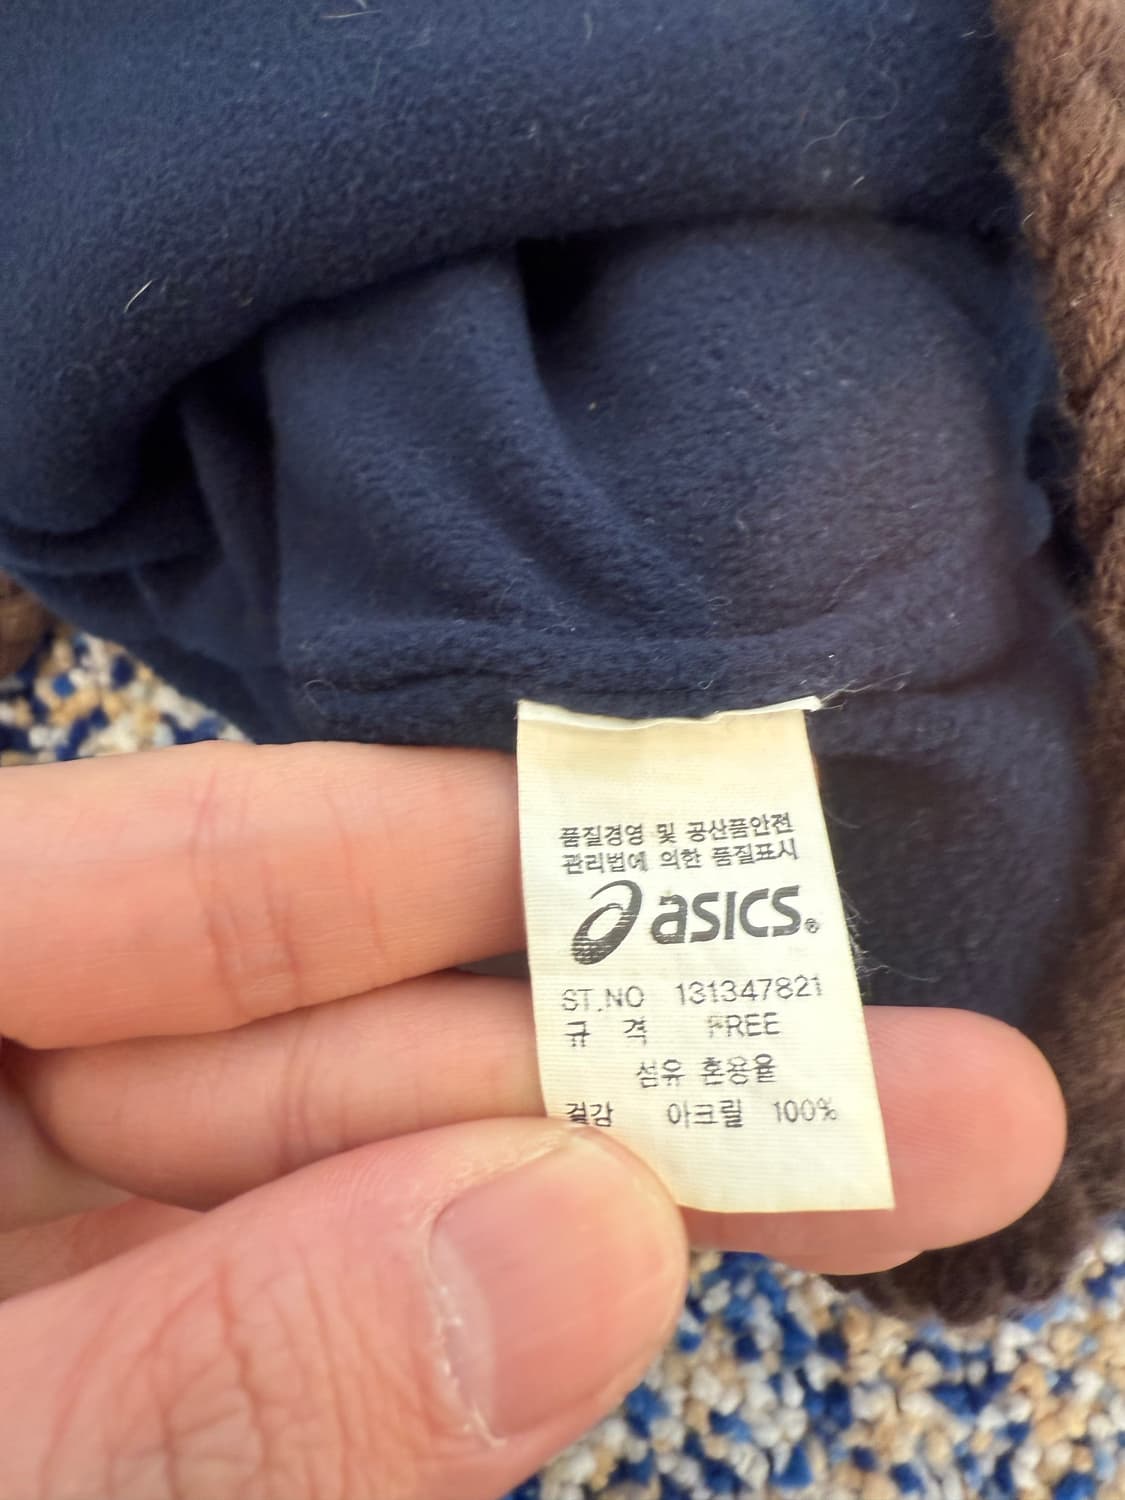 품질경영 및 공산품안전
관리법에 의한 품질표시
asics®
ST.NO 131347821
규 격 FREE
섬유 혼용율
겉감 아크릴 100%